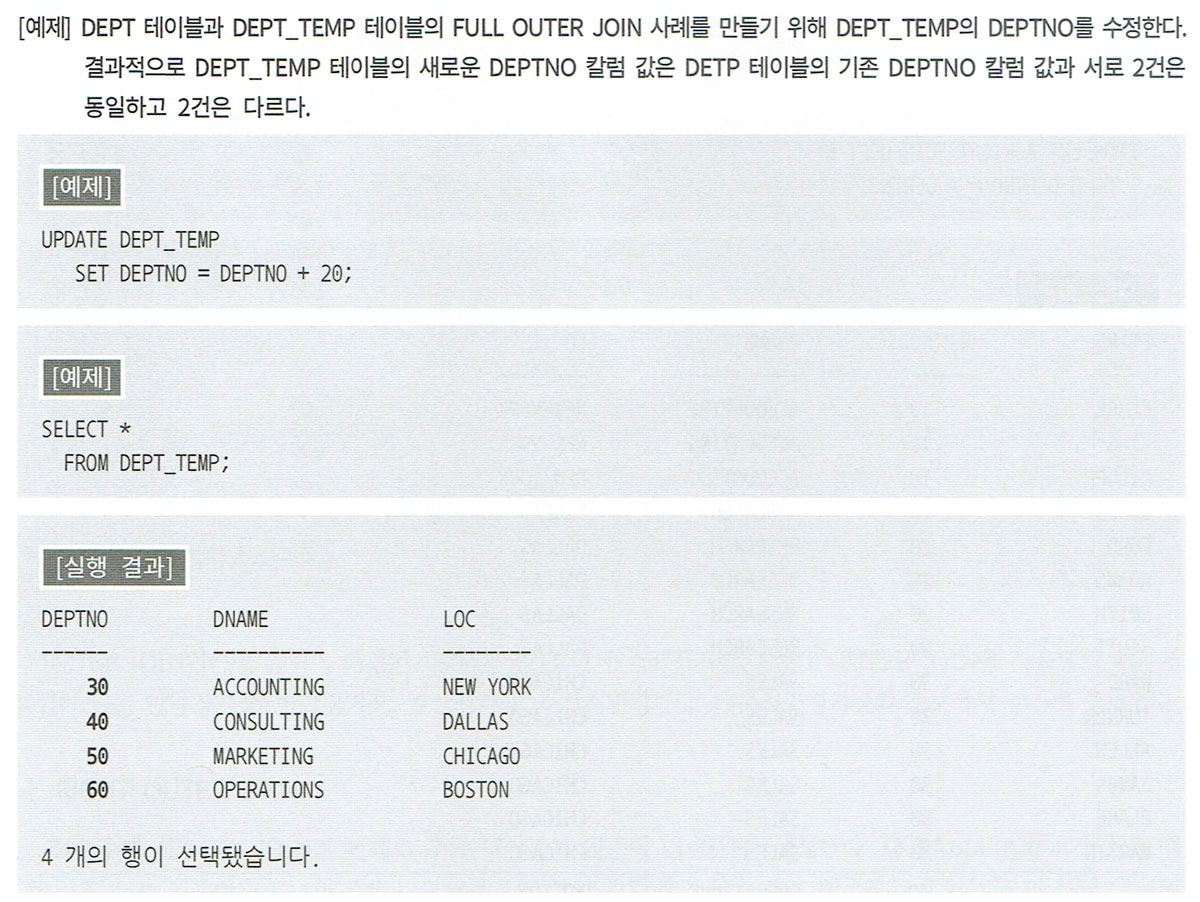 [예제] DEPT 테이블과 DEPT_TEMP 테이블의 FULL OUTER JOIN 사례를 만들기 위해 DEPT_TEMP의 DEPTNO를 수정한다.
결과적으로 DEPT_TEMP 테이블의 새로운 DEPTNO 칼럼 값은 DETP 테이블의 기존 DEPTNO 칼럼 값과 서로 2건은
동일하고 2건은 다르다.
[예제]
UPDATE DEPT_TEMP
SET DEPTNO = DEPTNO + 20;
[예제]
SELECT *
FROM DEPT_TEMP;
[실행 결과]
DEPTNO DNAME LOC
------ ---------- --------
30 ACCOUNTING NEW YORK
40 CONSULTING DALLAS
50 MARKETING CHICAGO
60 OPERATIONS BOSTON
4 개의 행이 선택됐습니다.